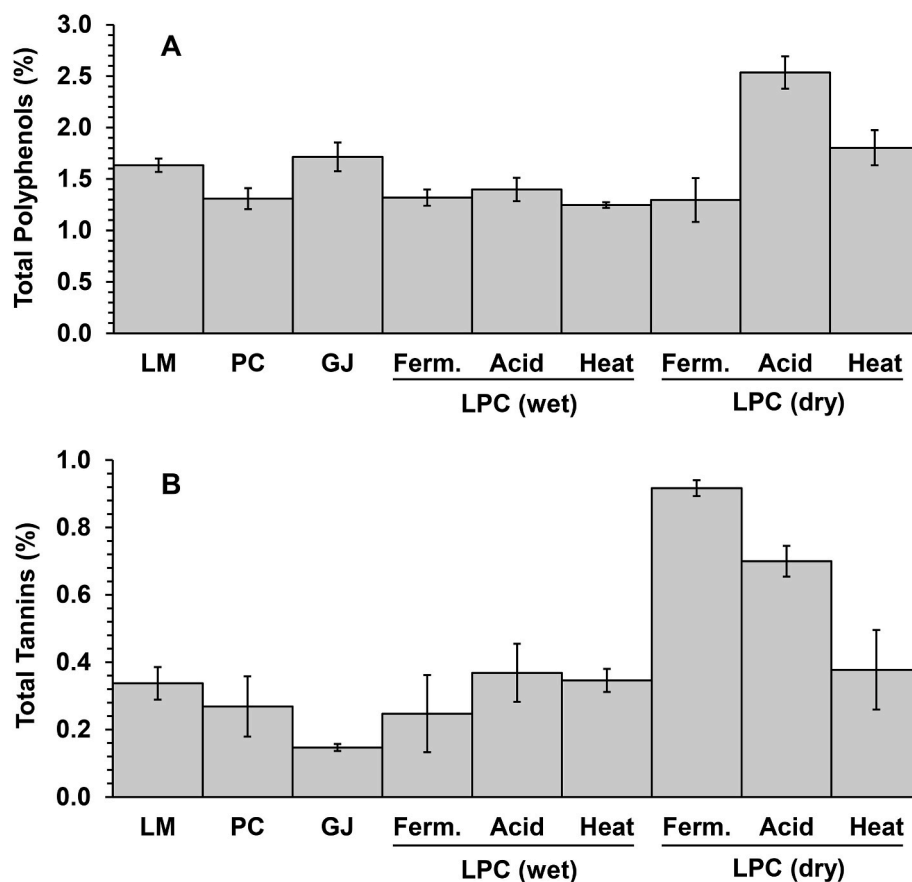 A
Total Polyphenols (%)
3.0
2.5
2.0
1.5
1.0
0.5
0.0
LM PC GJ Ferm. Acid Heat Ferm. Acid Heat
LPC (wet) LPC (dry)
B
Total Tannins (%)
1.0
0.8
0.6
0.4
0.2
0.0
LM PC GJ Ferm. Acid Heat Ferm. Acid Heat
LPC (wet) LPC (dry)